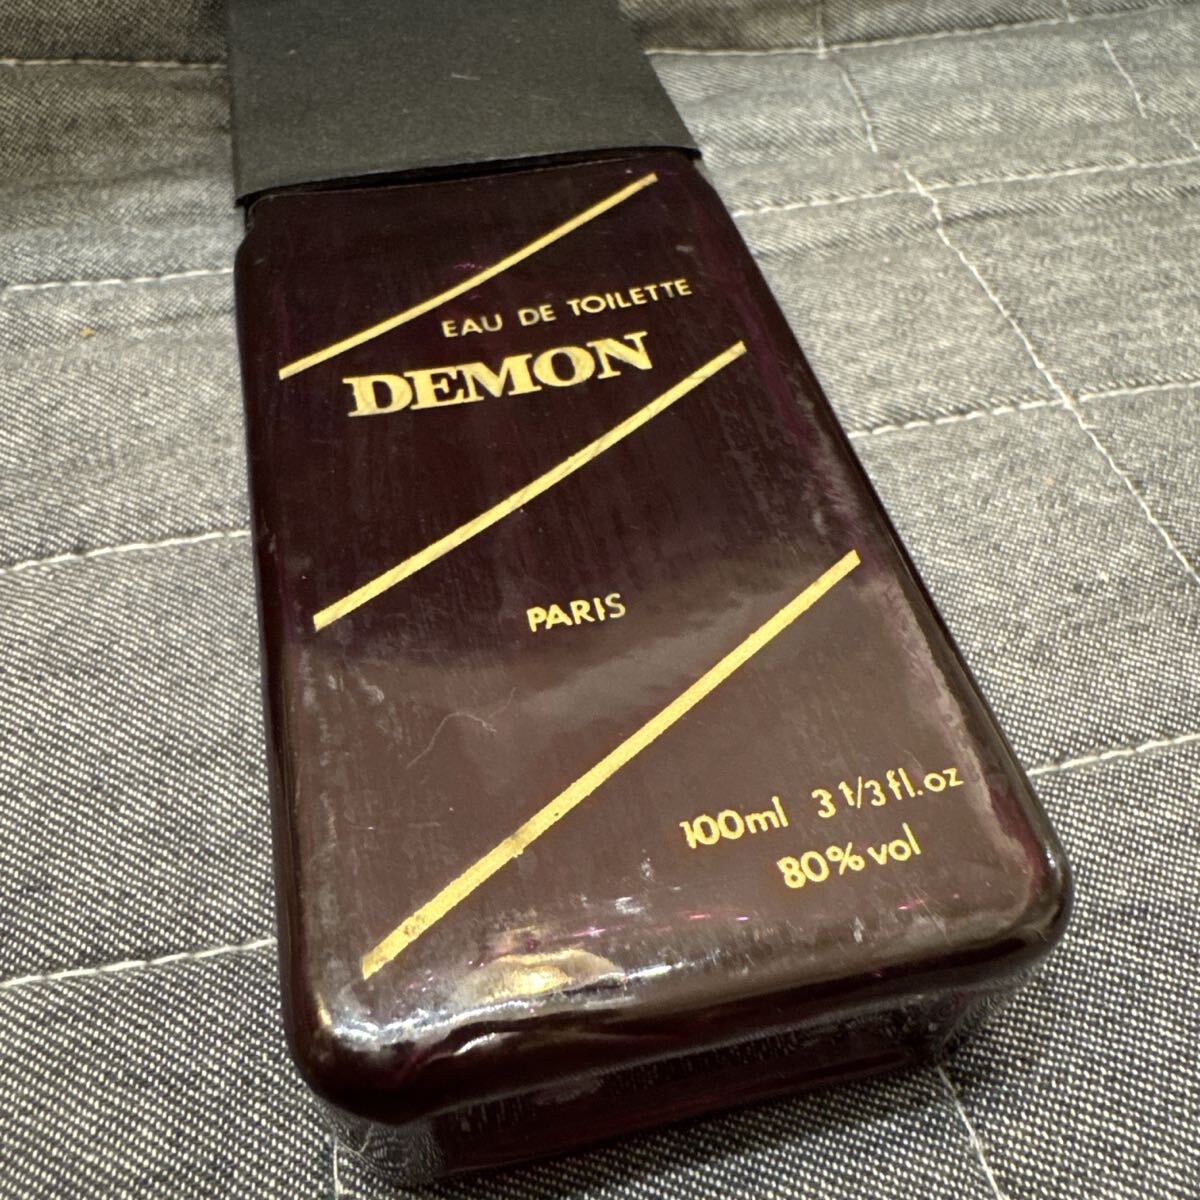 EAU DE TOILETTE
DEMON
PARIS
100ml 3 1/3 fl.oz
80% vol